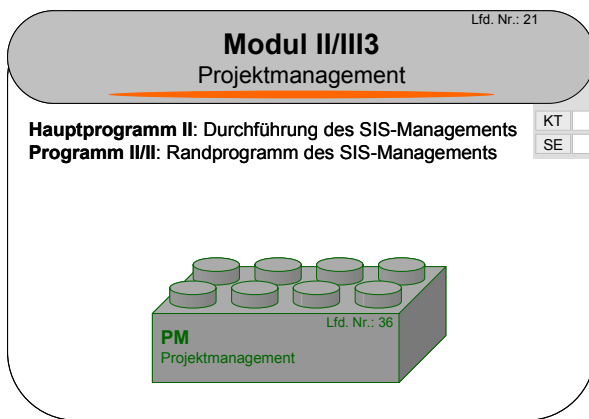 Lfd. Nr.: 21
Modul II/III3
Projektmanagement
Hauptprogramm II: Durchführung des SIS-Managements
Programm II/II: Randprogramm des SIS-Managements
KT
SE
Lfd. Nr.: 36
PM
Projektmanagement